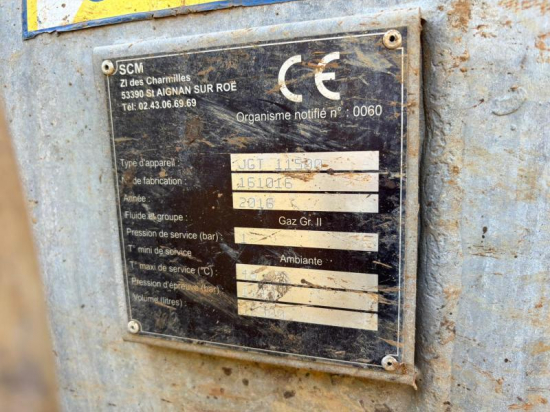 SCM
ZI des Charmilles
53390 St AIGNAN SUR ROË
Tél: 02.43.06.69.69
CE
Organisme notifié n° : 0060
Type d'appareil : JGT 11500
N° de fabrication : 161016
Année : 2016
Fluide et groupe : Gaz Gr. II
Pression de service (bar) :
T° mini de service Ambiante
T° maxi de service (°C) :
Pression d'épreuve (bar) :
Volume (litres) :